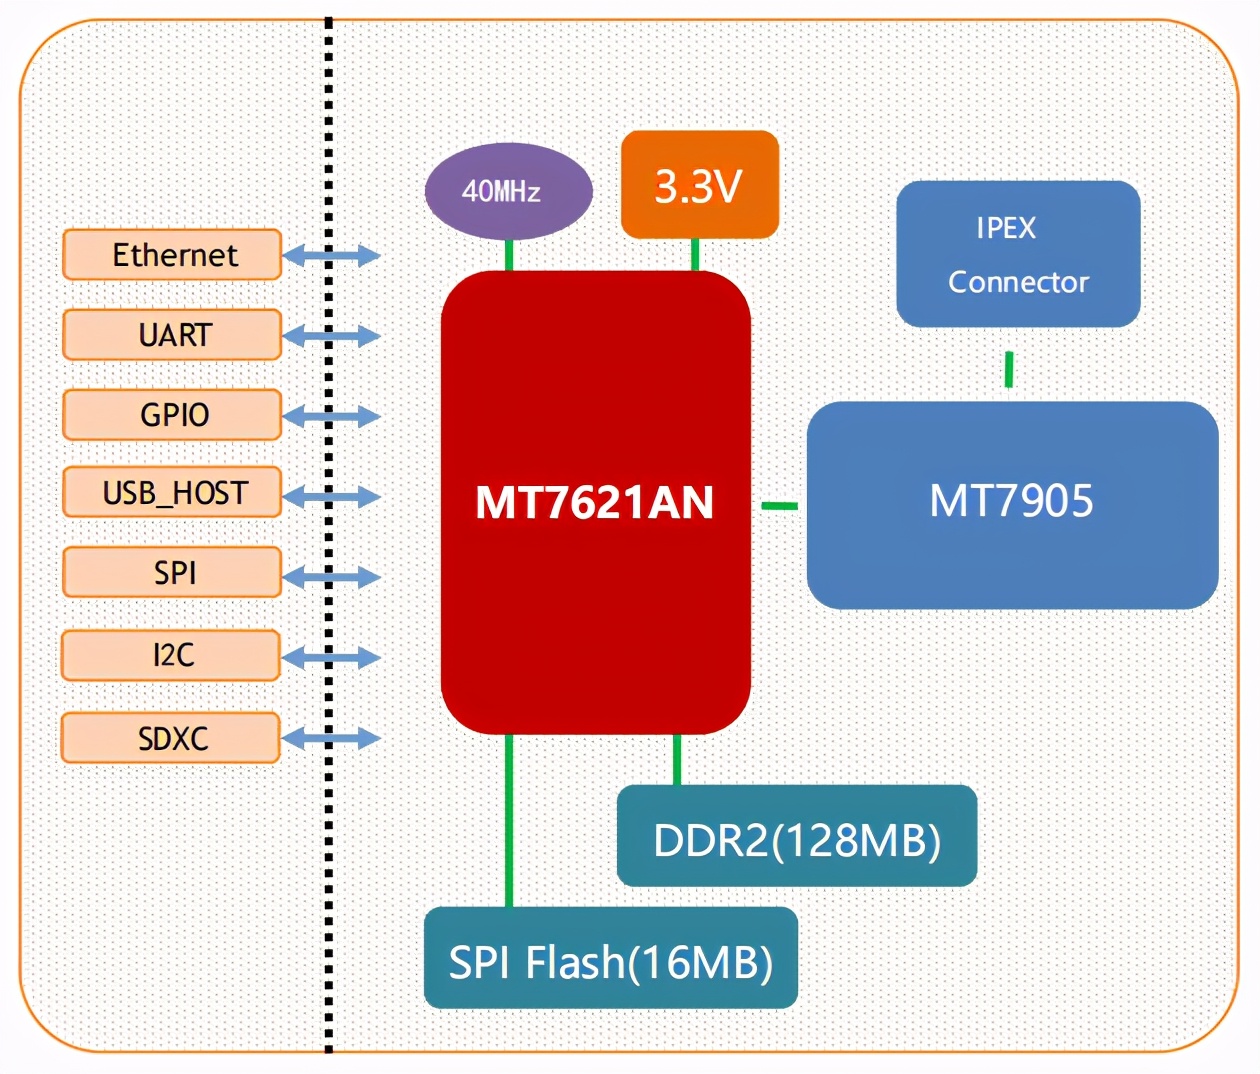 40MHz
3.3V
IPEX
Connector
Ethernet
UART
GPIO
USB_HOST
SPI
I2C
SDXC
MT7621AN
MT7905
DDR2(128MB)
SPI Flash(16MB)